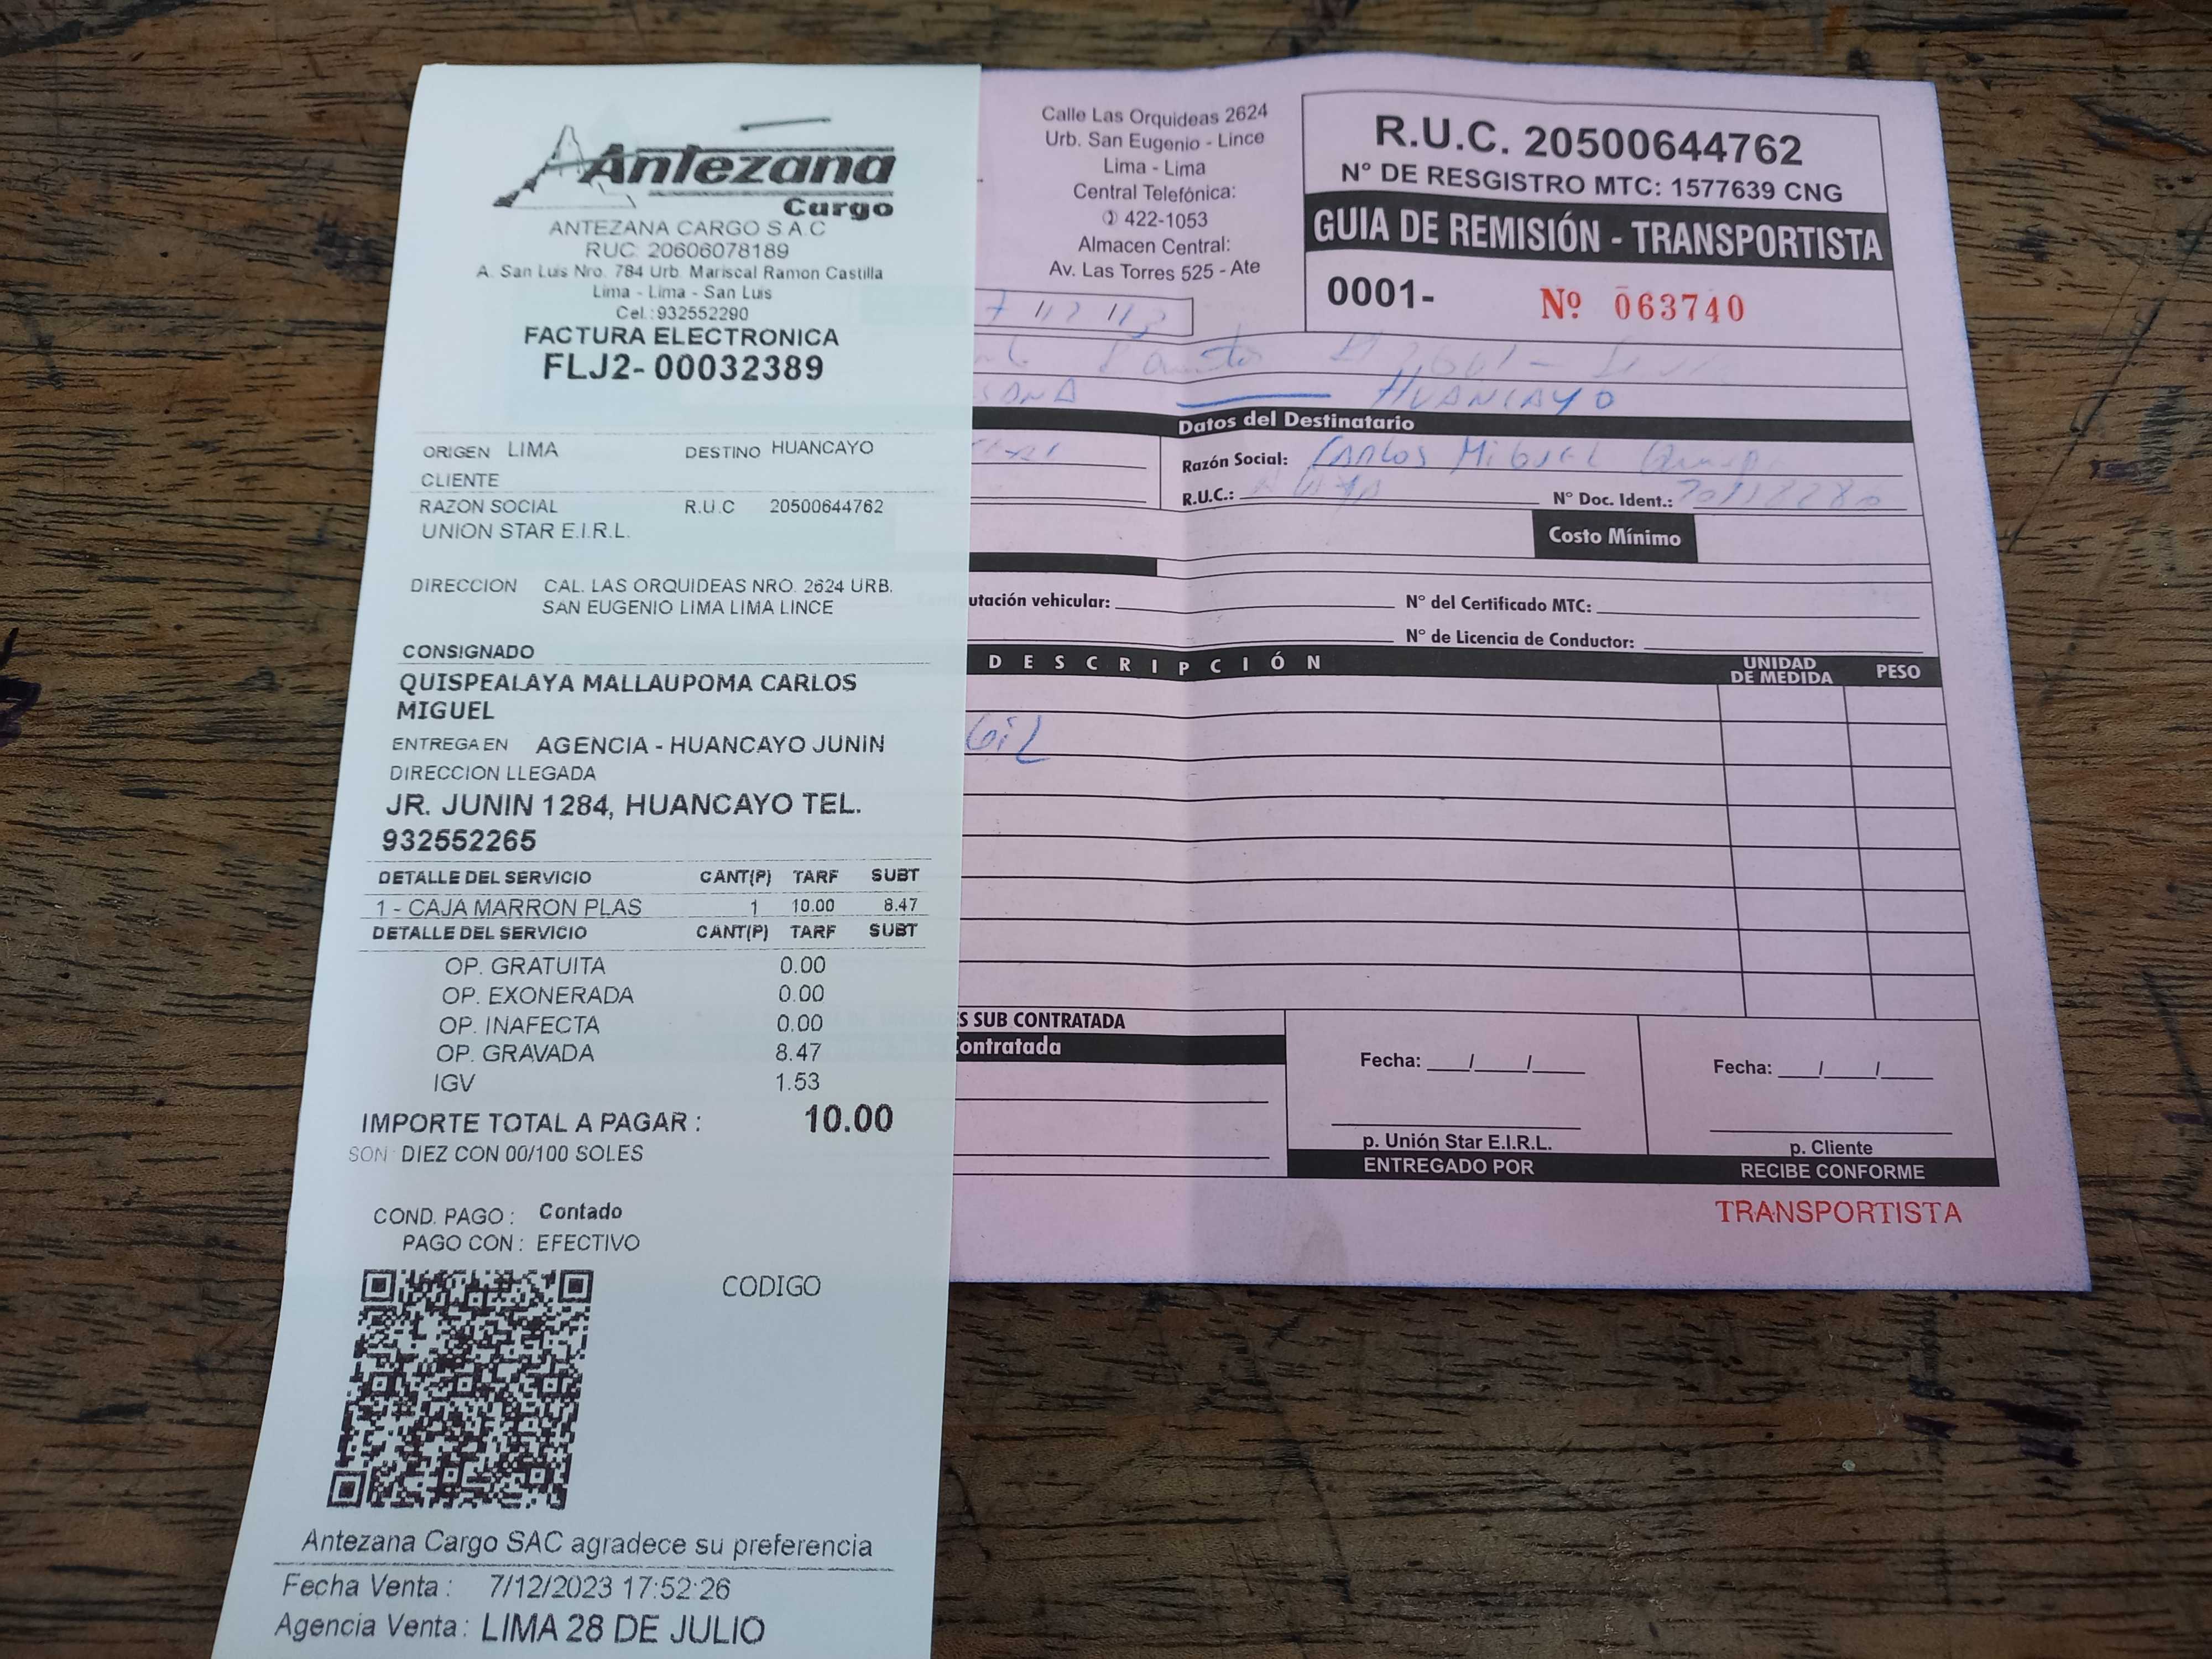 Antezana
Cargo
ANTEZANA CARGO S.A.C
RUC 20606078189
A. San Luis Nro. 784 Urb. Mariscal Ramon Castilla
Lima - Lima - San Luis
Cel.:932552290
FACTURA ELECTRONICA
FLJ2- 00032389
ORIGEN LIMA DESTINO HUANCAYO
CLIENTE
RAZON SOCIAL R.U.C 20500644762
UNION STAR E.I.R.L.
DIRECCION CAL. LAS ORQUIDEAS NRO. 2624 URB.
SAN EUGENIO LIMA LIMA LINCE
CONSIGNADO
QUISPEALAYA MALLAUPOMA CARLOS
MIGUEL
ENTREGA EN AGENCIA - HUANCAYO JUNIN
DIRECCION LLEGADA
JR. JUNIN 1284, HUANCAYO TEL.
932552265
DETALLE DEL SERVICIO CANT(P) TARF SUBT
1 - CAJA MARRON PLAS 1 10.00 8.47
DETALLE DEL SERVICIO CANT(P) TARF SUBT
OP. GRATUITA 0.00
OP. EXONERADA 0.00
OP. INAFECTA 0.00
OP. GRAVADA 8.47
IGV 1.53
IMPORTE TOTAL A PAGAR : 10.00
SON : DIEZ CON 00/100 SOLES
COND. PAGO : Contado
PAGO CON : EFECTIVO
CODIGO
Antezana Cargo SAC agradece su preferencia
Fecha Venta : 7/12/2023 17:52:26
Agencia Venta : LIMA 28 DE JULIO
Calle Las Orquideas 2624
Urb. San Eugenio - Lince
Lima - Lima
Central Telefónica:
422-1053
Almacen Central:
Av. Las Torres 525 - Ate
R.U.C. 20500644762
N° DE RESGISTRO MTC: 1577639 CNG
GUIA DE REMISIÓN - TRANSPORTISTA
0001- Nº 063740
HUANCAYO
Datos del Destinatario
Razón Social: CARLOS MIGUEL
R.U.C.: N° Doc. Ident.:
Costo Mínimo
utación vehicular: N° del Certificado MTC:
N° de Licencia de Conductor:
DESCRIPCIÓN UNIDAD DE MEDIDA PESO
S SUB CONTRATADA
ontratada
Fecha: / / Fecha: / /
p. Unión Star E.I.R.L. p. Cliente
ENTREGADO POR RECIBE CONFORME
TRANSPORTISTA